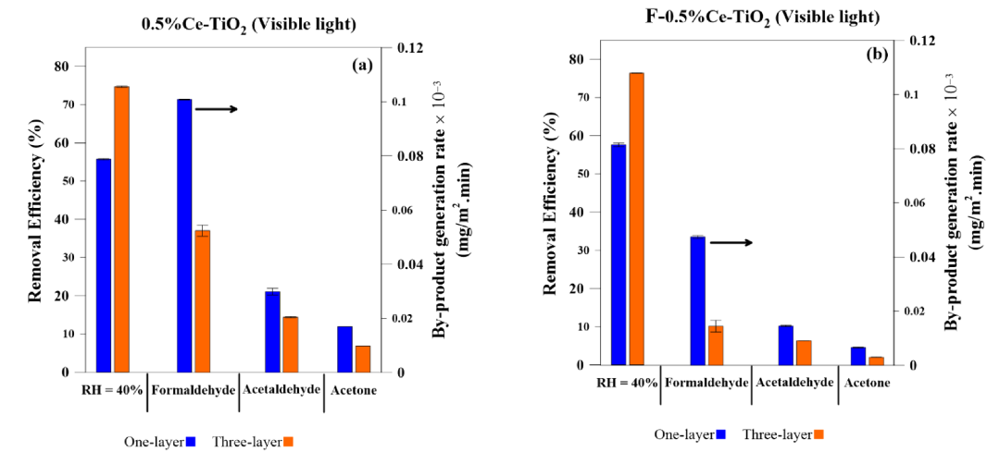 0.5%Ce-TiO₂ (Visible light)
(a)
Removal Efficiency (%)
80
70
60
50
40
30
20
10
0
0.12
0.1
0.08
0.06
0.04
0.02
0
By-product generation rate × 10⁻³
(mg/m².min)
RH = 40% Formaldehyde Acetaldehyde Acetone
One-layer Three-layer
F-0.5%Ce-TiO₂ (Visible light)
(b)
Removal Efficiency (%)
80
70
60
50
40
30
20
10
0
0.12
0.1
0.08
0.06
0.04
0.02
0
By-product generation rate × 10⁻³
(mg/m².min)
RH = 40% Formaldehyde Acetaldehyde Acetone
One-layer Three-layer